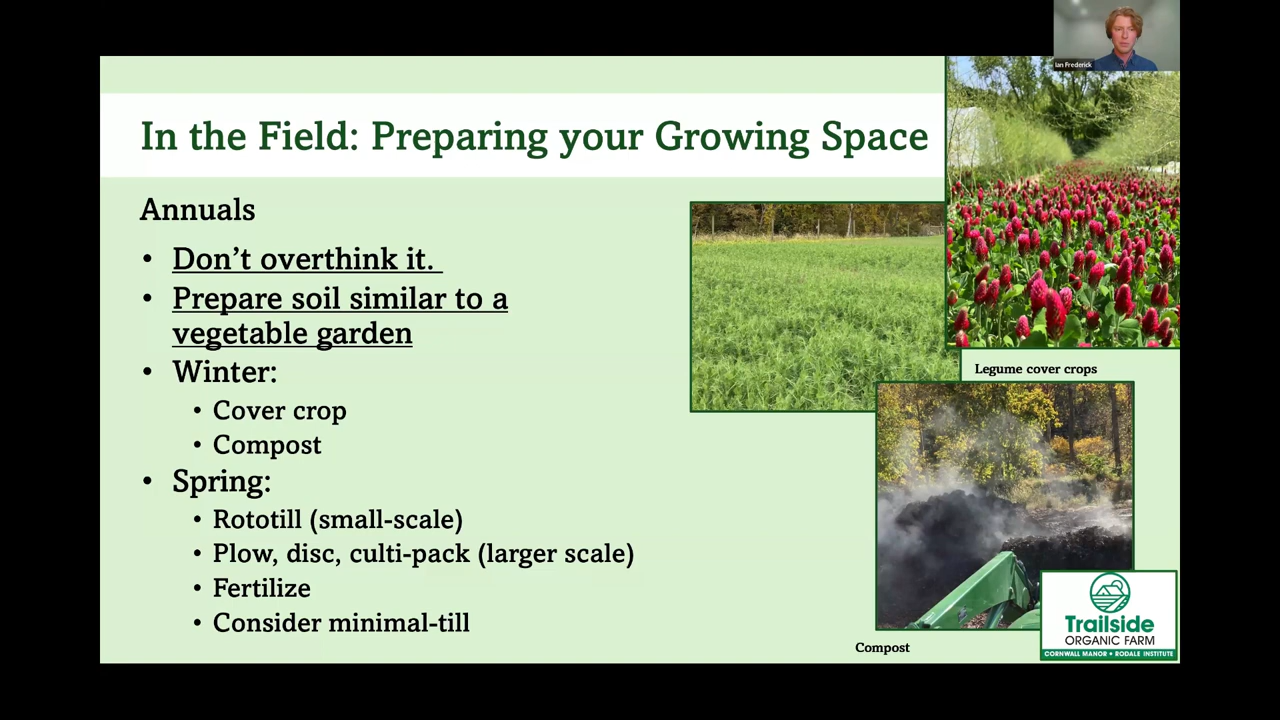 Ian Frederick
In the Field: Preparing your Growing Space
Annuals
• Don’t overthink it.
• Prepare soil similar to a
vegetable garden
• Winter:
• Cover crop
• Compost
• Spring:
• Rototill (small-scale)
• Plow, disc, culti-pack (larger scale)
• Fertilize
• Consider minimal-till
Legume cover crops
Compost
Trailside
ORGANIC FARM
CORNWALL MANOR • RODALE INSTITUTE